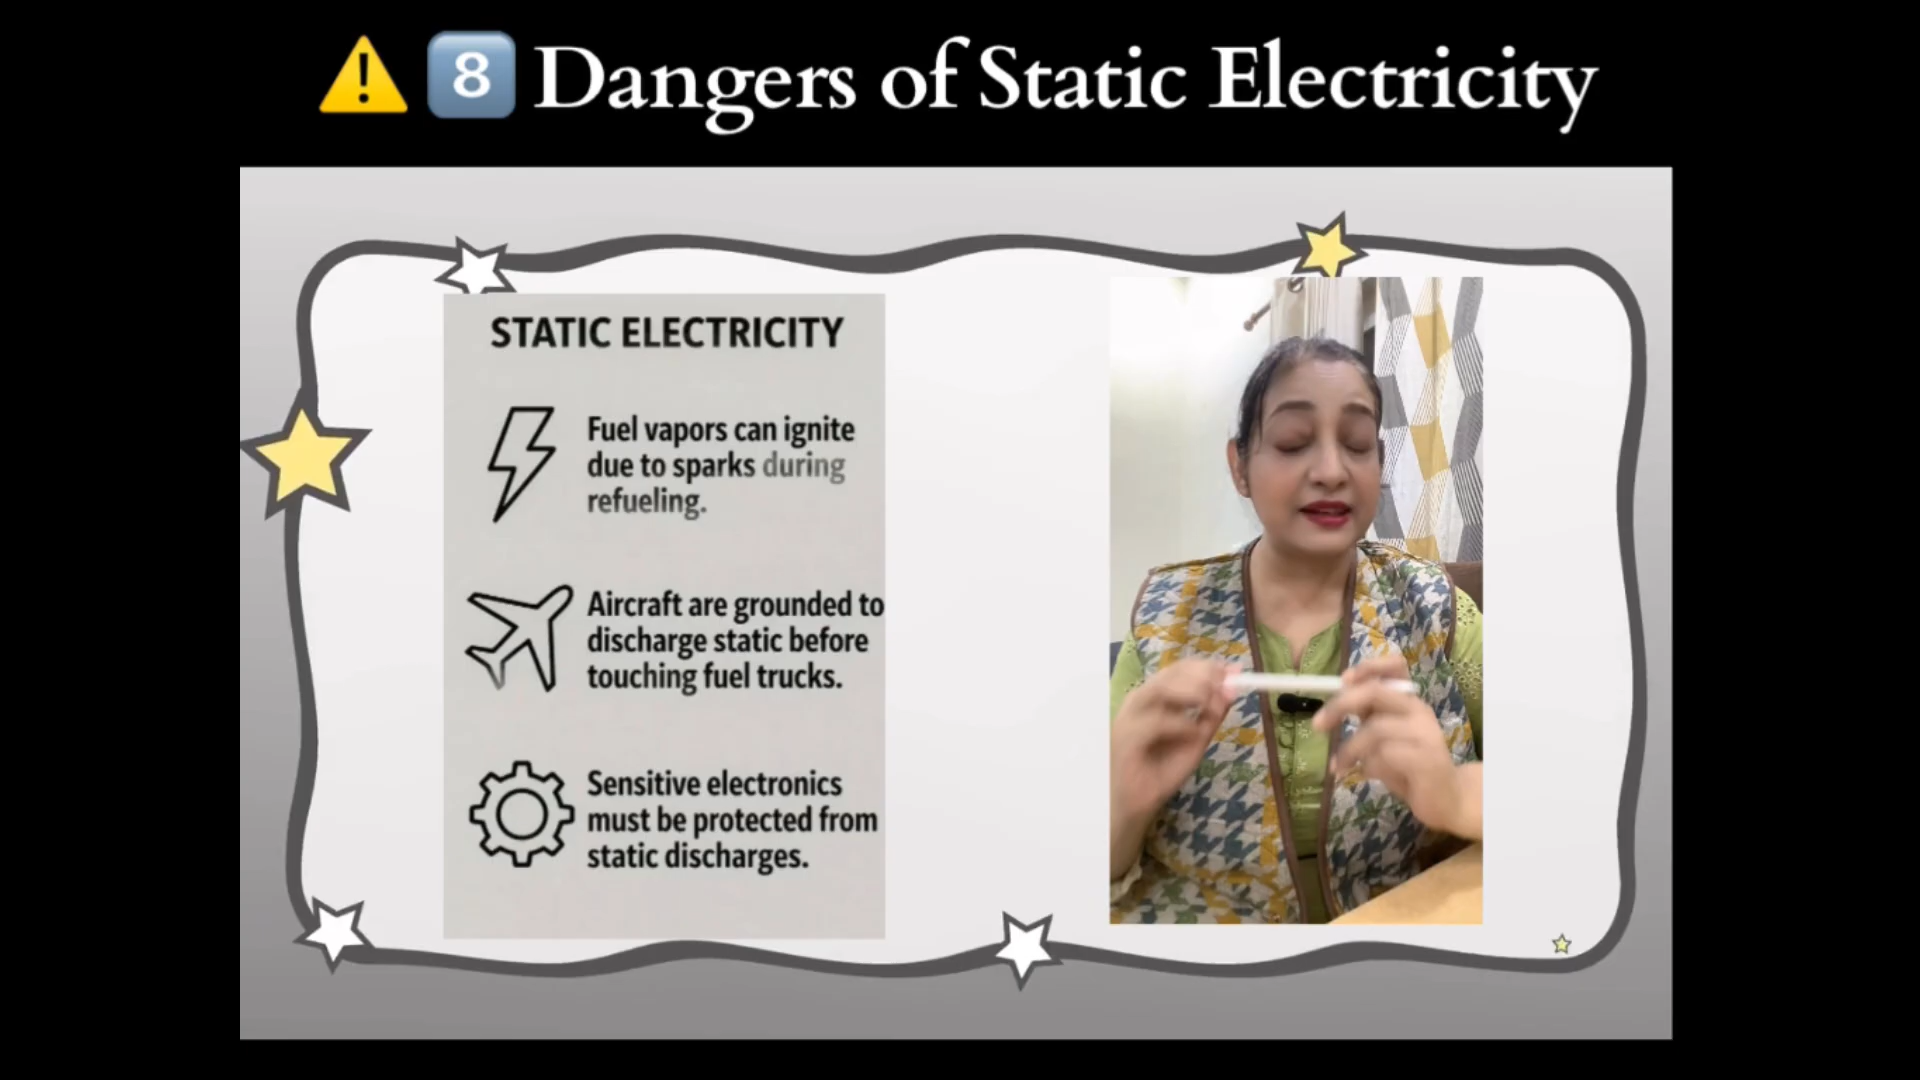 ⚠️ 8️⃣ Dangers of Static Electricity
STATIC ELECTRICITY
Fuel vapors can ignite
due to sparks during
refueling.
Aircraft are grounded to
discharge static before
touching fuel trucks.
Sensitive electronics
must be protected from
static discharges.